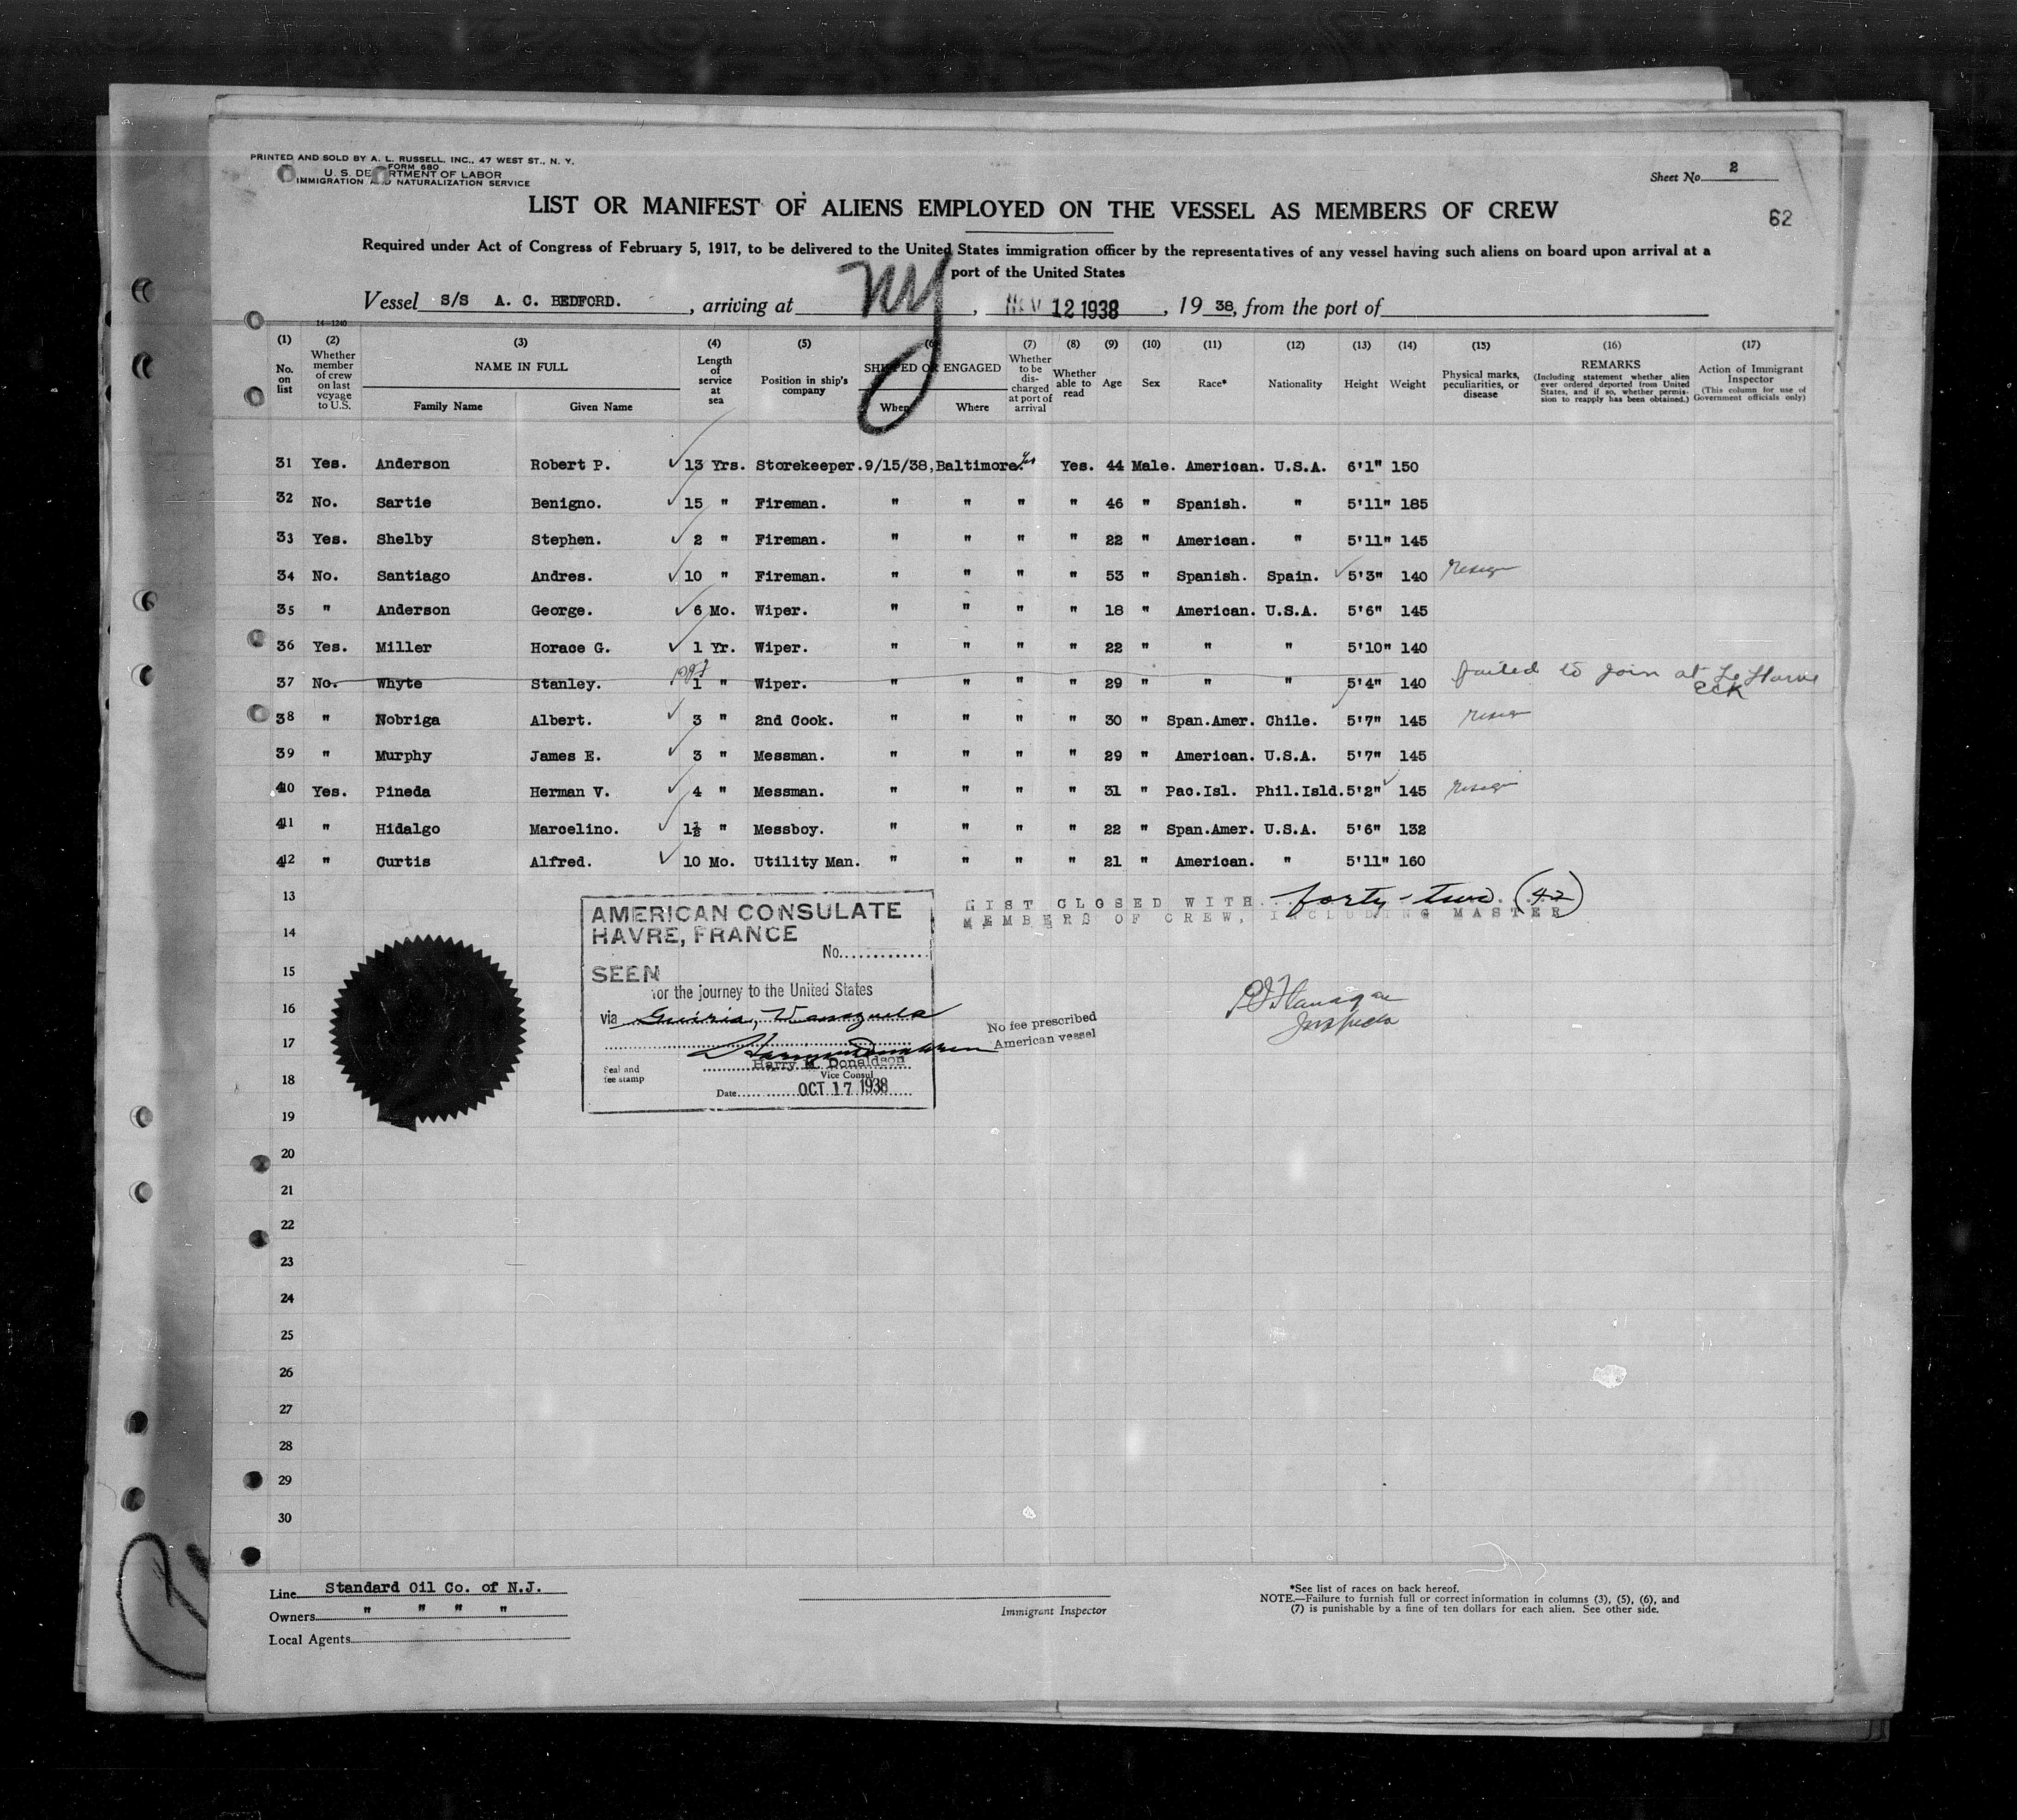 PRINTED AND SOLD BY A. L. RUSSELL, INC., 47 WEST ST., N. Y.
FORM 680
U. S. DEPARTMENT OF LABOR
IMMIGRATION AND NATURALIZATION SERVICE
Sheet No. 2
62
LIST OR MANIFEST OF ALIENS EMPLOYED ON THE VESSEL AS MEMBERS OF CREW
Required under Act of Congress of February 5, 1917, to be delivered to the United States immigration officer by the representatives of any vessel having such aliens on board upon arrival at a
port of the United States
Vessel S/S A. C. BEDFORD. , arriving at NY , NOV 12 1938 , 19 38, from the port of
14—1240
(1) (2) (3) (4) (5) (6) (7) (8) (9) (10) (11) (12) (13) (14) (15) (16) (17)
No. on list
Whether member of crew on last voyage to U.S.
NAME IN FULL
Family Name Given Name
Length of service at sea
Position in ship's company
SHIPPED OR ENGAGED
When Where
Whether to be discharged at port of arrival
Whether able to read
Age
Sex
Race*
Nationality
Height
Weight
Physical marks, peculiarities, or disease
REMARKS
(Including statement whether alien ever ordered deported from United States, and if so, whether permission to reapply has been obtained.)
Action of Immigrant Inspector
(This column for use of Government officials only)
31 Yes. Anderson Robert P. 13 Yrs. Storekeeper. 9/15/38, Baltimore. Yes Yes. 44 Male. American. U.S.A. 6'1" 150
32 No. Sartie Benigno. 15 " Fireman. " " " " 46 " Spanish. " 5'11" 185
33 Yes. Shelby Stephen. 2 " Fireman. " " " " 22 " American. " 5'11" 145
34 No. Santiago Andres. 10 " Fireman. " " " " 53 " Spanish. Spain. 5'3" 140
35 " Anderson George. 6 Mo. Wiper. " " " " 18 " American. U.S.A. 5'6" 145
36 Yes. Miller Horace G. 1 Yr. Wiper. " " " " 22 " " " 5'10" 140
37 No. Whyte Stanley. 1 " Wiper. " " " " 29 " " " 5'4" 140 failed to join at Le Havre
ECK
38 " Nobriga Albert. 3 " 2nd Cook. " " " " 30 " Span.Amer. Chile. 5'7" 145
39 " Murphy James E. 3 " Messman. " " " " 29 " American. U.S.A. 5'7" 145
40 Yes. Pineda Herman V. 4 " Messman. " " " " 31 " Pac.Isl. Phil.Isld. 5'2" 145
41 " Hidalgo Marcelino. 1½ " Messboy. " " " " 22 " Span.Amer. U.S.A. 5'6" 132
42 " Curtis Alfred. 10 Mo. Utility Man. " " " " 21 " American. " 5'11" 160
13
LIST CLOSED WITH forty-two (42)
MEMBERS OF CREW, INCLUDING MASTER
14
15
16
17
18
19
20
21
22
23
24
25
26
27
28
29
30
AMERICAN CONSULATE
HAVRE, FRANCE
No.
SEEN
for the journey to the United States
via Guiria, Venezuela
Harry M. Donaldson
Vice Consul
Seal and
fee stamp
Date OCT 17 1938
No fee prescribed
American vessel
Flanagan
Inspector
Line Standard Oil Co. of N.J.
Owners " " " "
Local Agents
Immigrant Inspector
*See list of races on back hereof.
NOTE.—Failure to furnish full or correct information in columns (3), (5), (6), and
(7) is punishable by a fine of ten dollars for each alien. See other side.